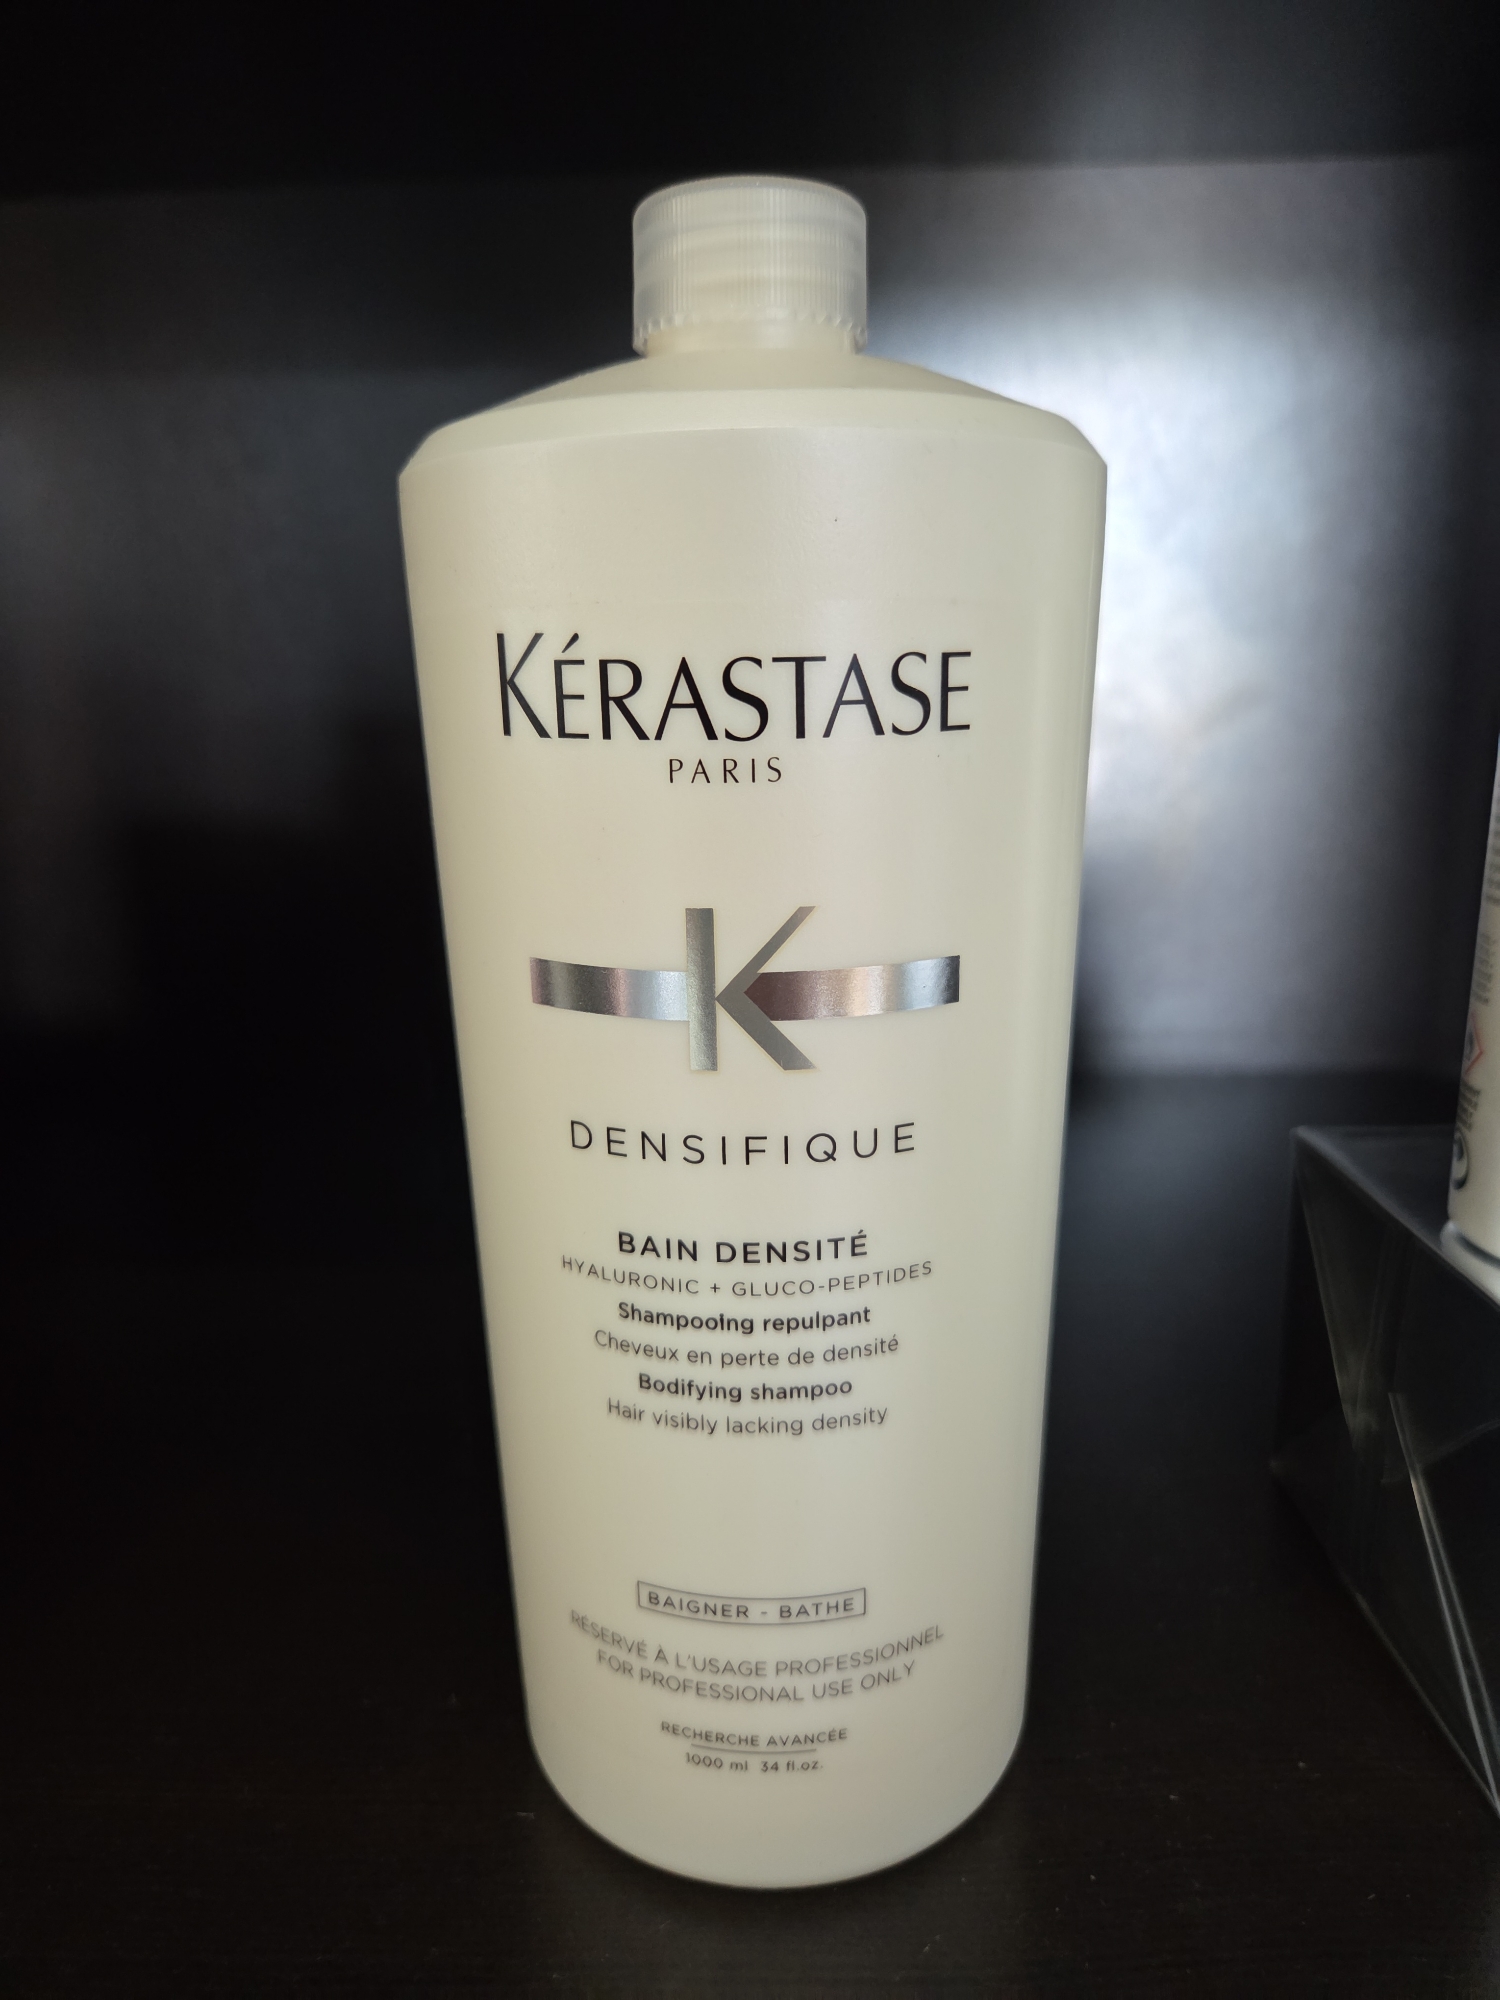 KÉRASTASE
PARIS
K
DENSIFIQUE
BAIN DENSITÉ
HYALURONIC + GLUCO-PEPTIDES
Shampooing repulpant
Cheveux en perte de densité
Bodifying shampoo
Hair visibly lacking density
BAIGNER - BATHE
RÉSERVÉ À L'USAGE PROFESSIONNEL
FOR PROFESSIONAL USE ONLY
RECHERCHE AVANCÉE
1000 ml 34 fl.oz.